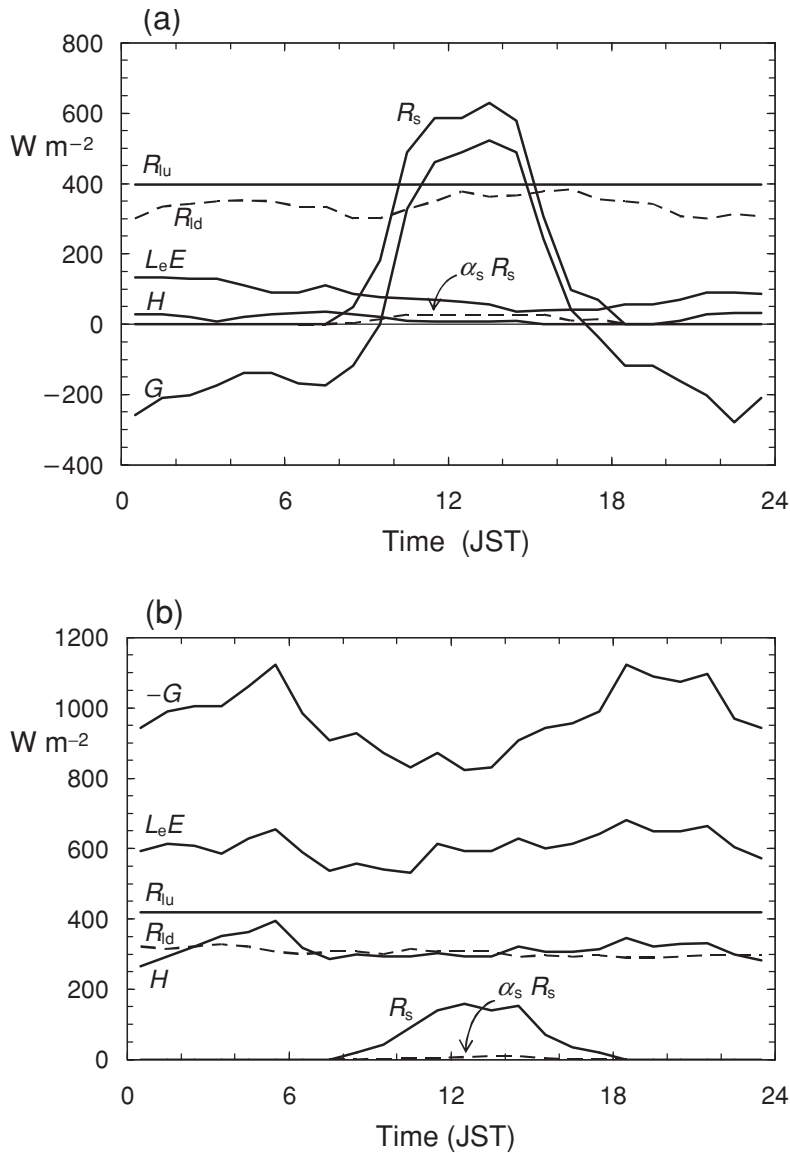 (a)
800
600
W m⁻²
400
200
0
−200
−400
Rs
Rlu
Rld
LeE
αs Rs
H
G
0 6 12 18 24
Time (JST)
(b)
1200
1000
W m⁻²
800
600
400
200
0
−G
LeE
Rlu
Rld
H
Rs
αs Rs
0 6 12 18 24
Time (JST)